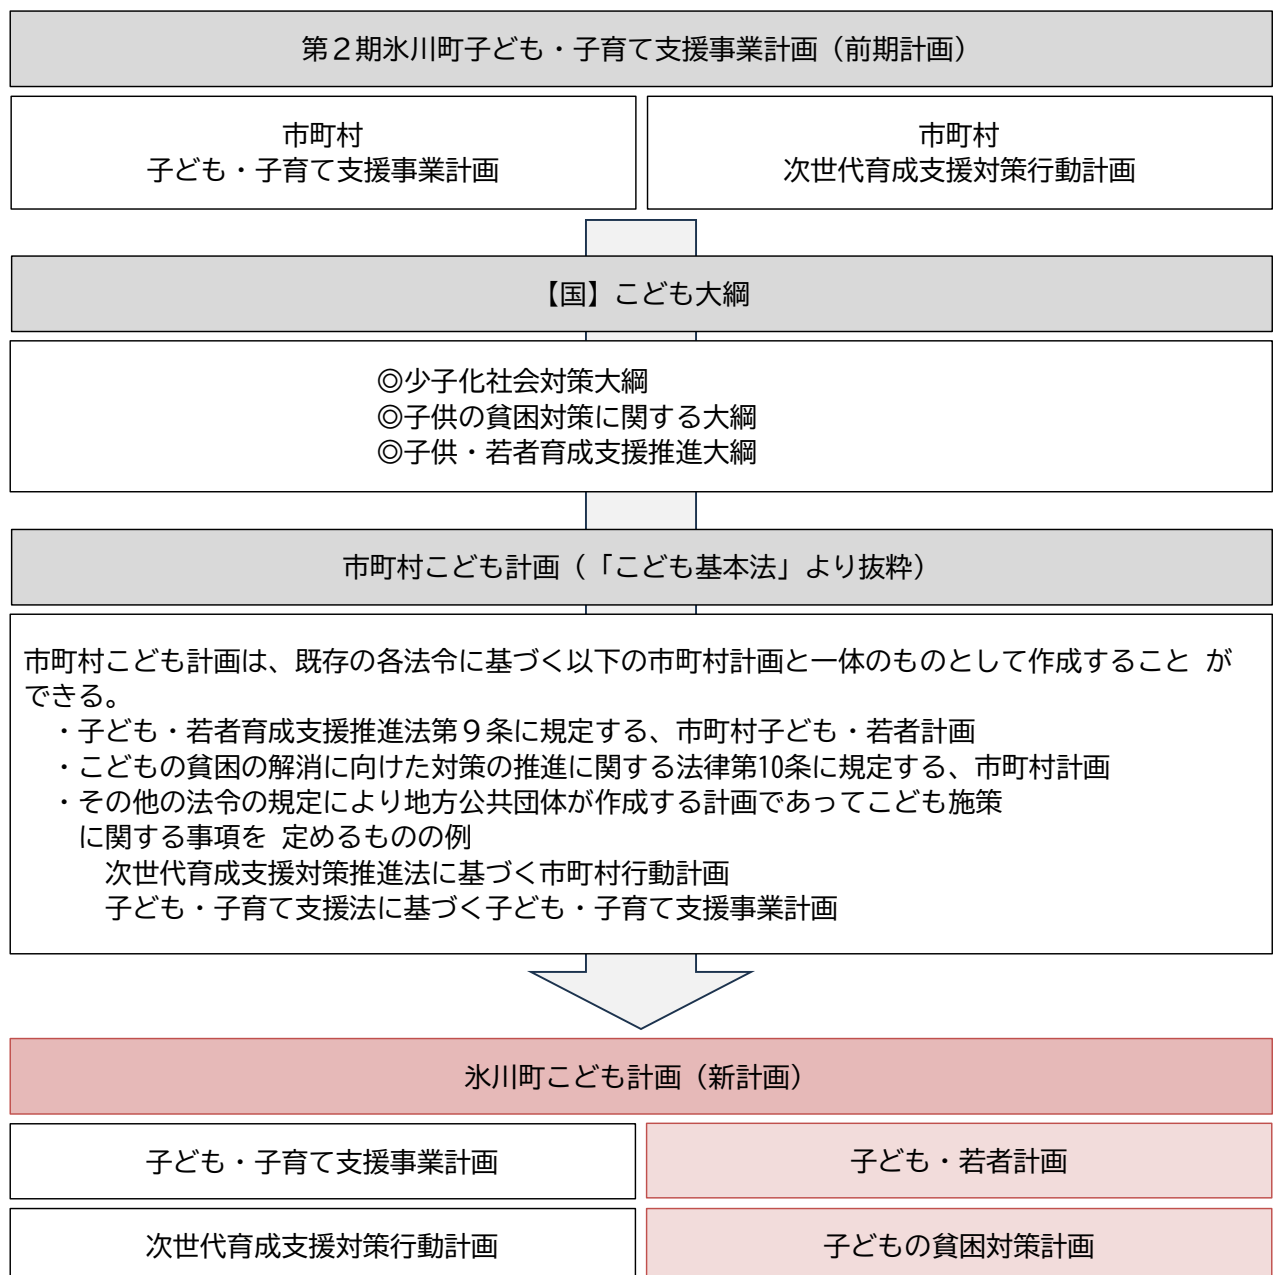 第２期氷川町子ども・子育て支援事業計画（前期計画）
市町村
子ども・子育て支援事業計画
市町村
次世代育成支援対策行動計画
【国】こども大綱
◎少子化社会対策大綱
◎子供の貧困対策に関する大綱
◎子供・若者育成支援推進大綱
市町村こども計画（「こども基本法」より抜粋）
市町村こども計画は、既存の各法令に基づく以下の市町村計画と一体のものとして作成すること が
できる。
・子ども・若者育成支援推進法第９条に規定する、市町村子ども・若者計画
・こどもの貧困の解消に向けた対策の推進に関する法律第10条に規定する、市町村計画
・その他の法令の規定により地方公共団体が作成する計画であってこども施策
に関する事項を 定めるものの例
次世代育成支援対策推進法に基づく市町村行動計画
子ども・子育て支援法に基づく子ども・子育て支援事業計画
氷川町こども計画（新計画）
子ども・子育て支援事業計画
子ども・若者計画
次世代育成支援対策行動計画
子どもの貧困対策計画